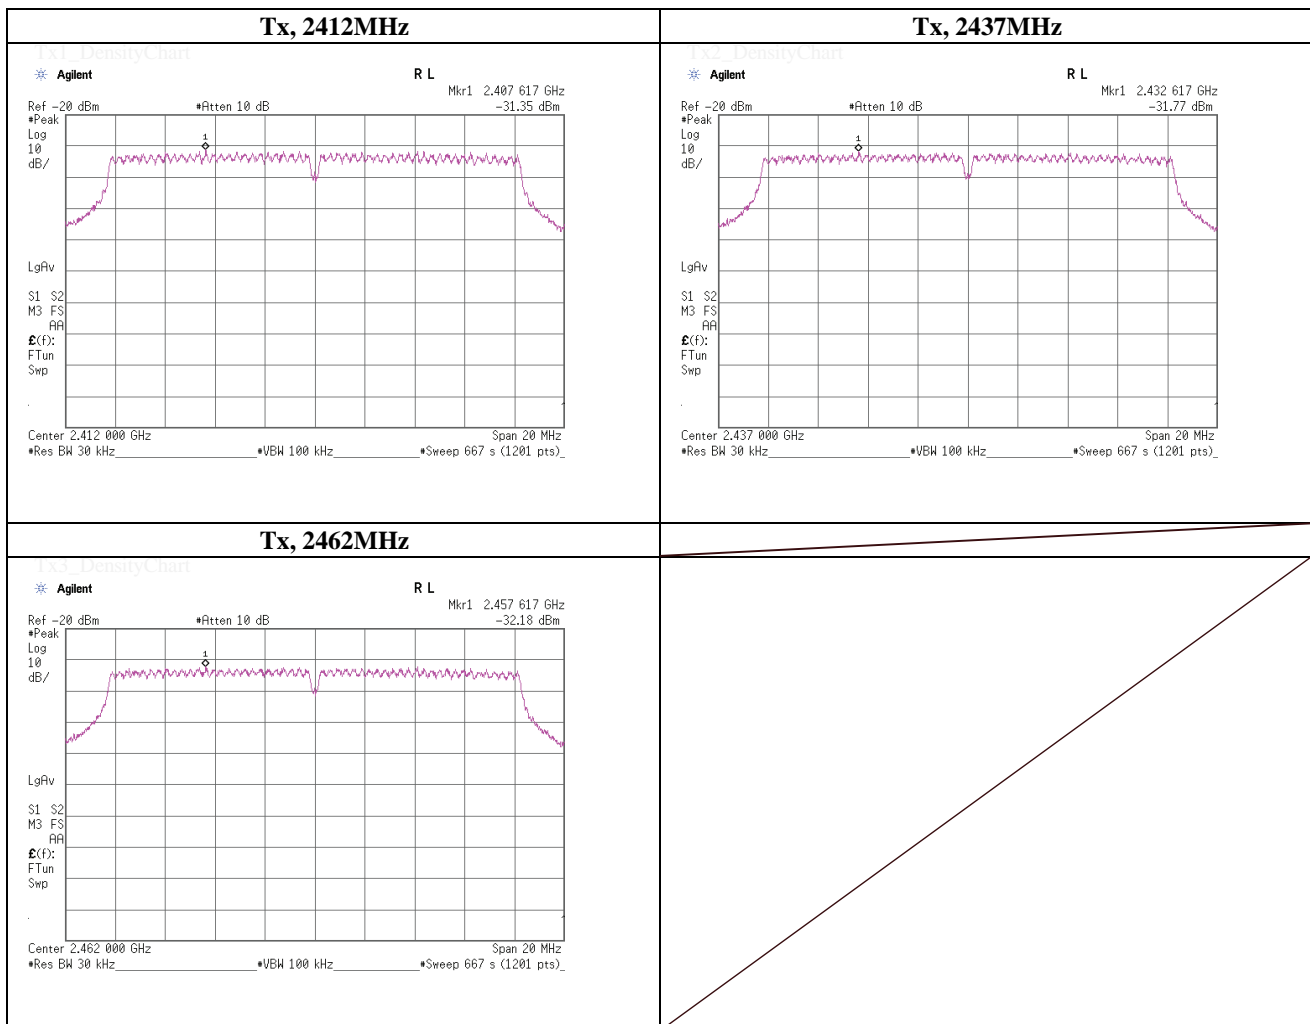 Tx, 2412MHz
Tx1_DensityChart
Agilent R L
Mkr1 2.407 617 GHz
Ref -20 dBm #Atten 10 dB -31.35 dBm
#Peak
Log
10
dB/
1
LgAv
S1 S2
M3 FS
AA
£(f):
FTun
Swp
Center 2.412 000 GHz Span 20 MHz
#Res BW 30 kHz #VBW 100 kHz #Sweep 667 s (1201 pts)
Tx, 2437MHz
Tx2_DensityChart
Agilent R L
Mkr1 2.432 617 GHz
Ref -20 dBm #Atten 10 dB -31.77 dBm
#Peak
Log
10
dB/
1
LgAv
S1 S2
M3 FS
AA
£(f):
FTun
Swp
Center 2.437 000 GHz Span 20 MHz
#Res BW 30 kHz #VBW 100 kHz #Sweep 667 s (1201 pts)
Tx, 2462MHz
Tx3_DensityChart
Agilent R L
Mkr1 2.457 617 GHz
Ref -20 dBm #Atten 10 dB -32.18 dBm
#Peak
Log
10
dB/
1
LgAv
S1 S2
M3 FS
AA
£(f):
FTun
Swp
Center 2.462 000 GHz Span 20 MHz
#Res BW 30 kHz #VBW 100 kHz #Sweep 667 s (1201 pts)